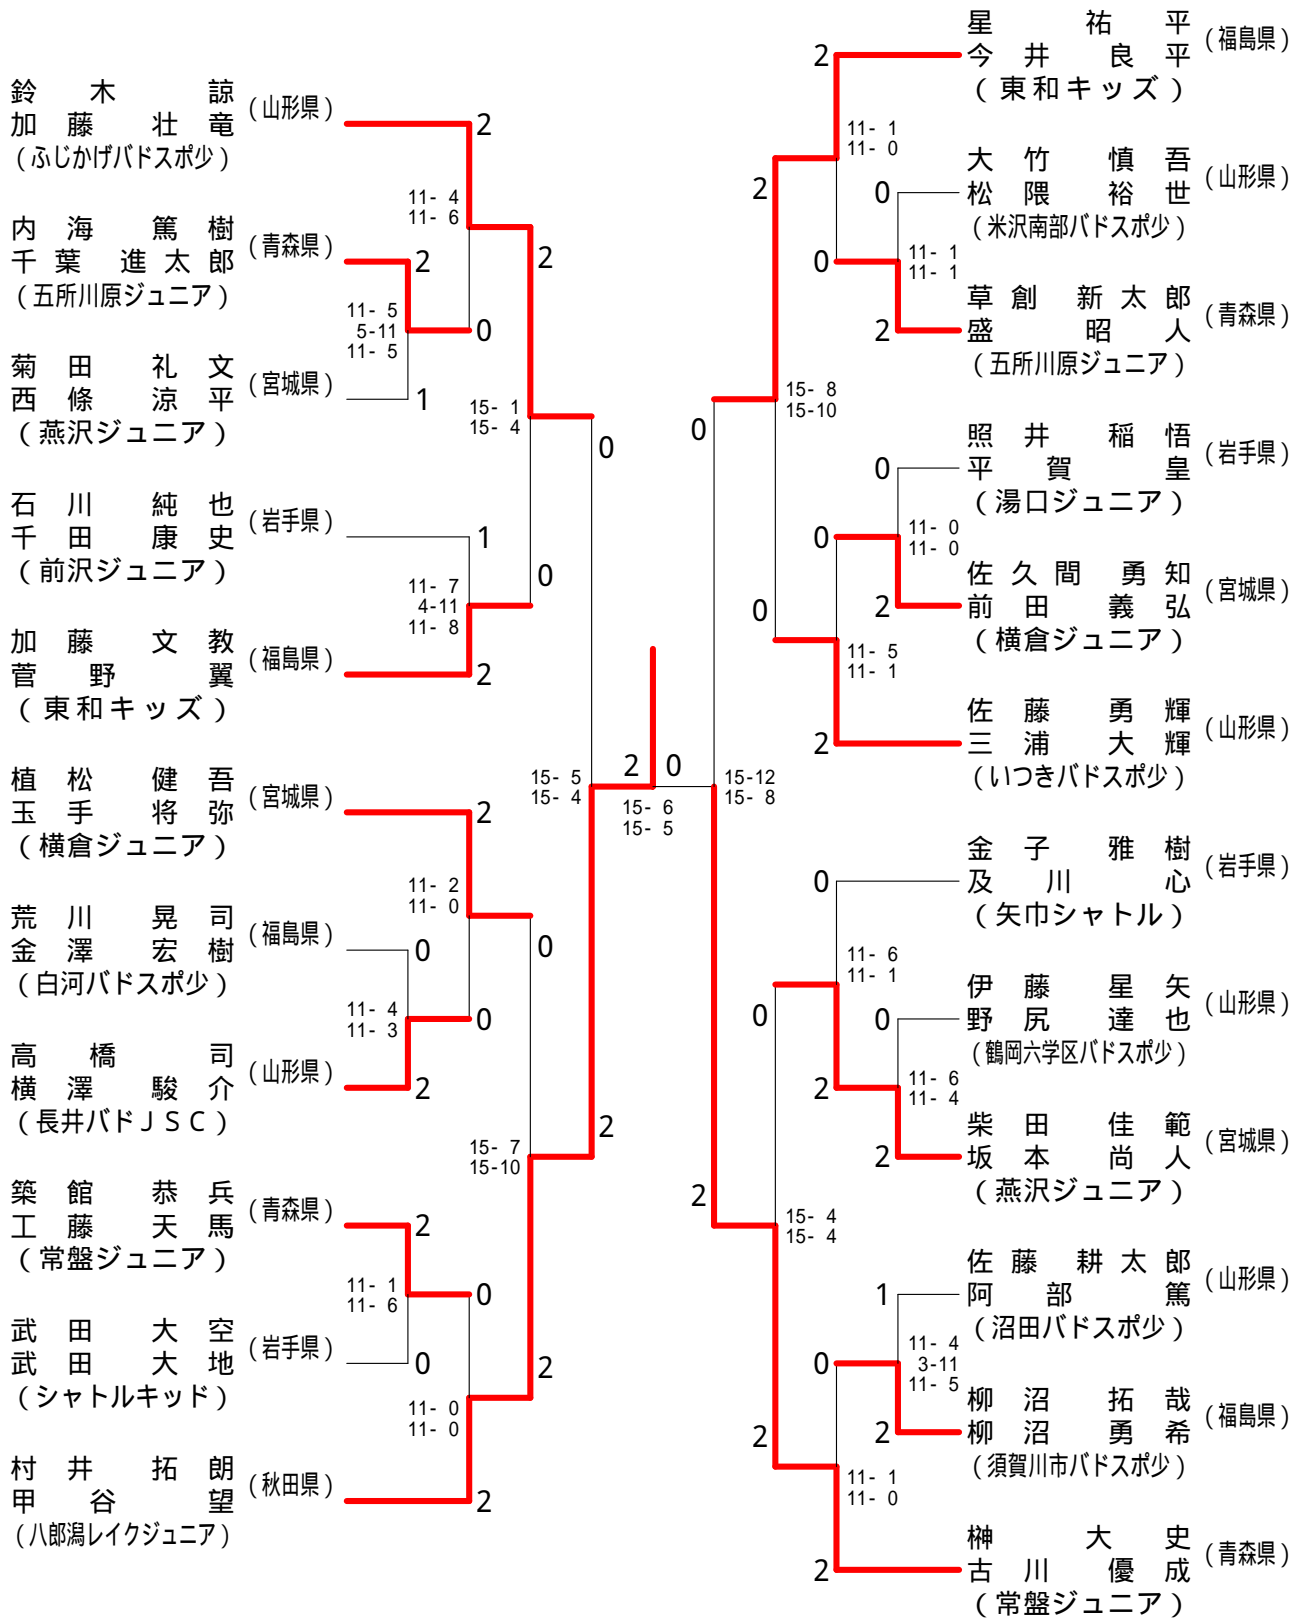 鈴木諒
加藤壮竜
(山形県)
(ふじかげバドスポ少)
内海篤樹
千葉進太郎
(青森県)
(五所川原ジュニア)
菊田礼文
西條涼平
(宮城県)
(燕沢ジュニア)
石川純也
千田康史
(岩手県)
(前沢ジュニア)
加藤文教
菅野翼
(福島県)
(東和キッズ)
植松健吾
玉手将弥
(宮城県)
(横倉ジュニア)
荒川晃司
金澤宏樹
(福島県)
(白河バドスポ少)
高橋司
横澤駿介
(山形県)
(長井バドJSC)
築館恭兵
工藤天馬
(青森県)
(常盤ジュニア)
武田大空
武田大地
(岩手県)
(シャトルキッド)
村井拓朗
甲谷望
(秋田県)
(八郎潟レイクジュニア)
2
11- 4
11- 6
2
2
11- 5
5-11
11- 5
0
1
15- 1
15- 4
0
1
11- 7
4-11
11- 8
0
2
15- 5
15- 4
2
11- 2
11- 0
0
0
11- 4
11- 3
0
2
15- 7
15-10
2
2
11- 1
11- 6
0
0
2
11- 0
11- 0
2
2
0
15- 6
15- 5
星祐平
今井良平
(福島県)
(東和キッズ)
大竹慎吾
松隈裕世
(山形県)
(米沢南部バドスポ少)
草創新太郎
盛昭人
(青森県)
(五所川原ジュニア)
照井稲悟
平賀皇
(岩手県)
(湯口ジュニア)
佐久間勇知
前田義弘
(宮城県)
(横倉ジュニア)
佐藤勇輝
三浦大輝
(山形県)
(いつきバドスポ少)
金子雅樹
及川心
(岩手県)
(矢巾シャトル)
伊藤星矢
野尻達也
(山形県)
(鶴岡六学区バドスポ少)
柴田佳範
坂本尚人
(宮城県)
(燕沢ジュニア)
佐藤耕太郎
阿部篤
(山形県)
(沼田バドスポ少)
柳沼拓哉
柳沼勇希
(福島県)
(須賀川市バドスポ少)
榊大史
古川優成
(青森県)
(常盤ジュニア)
2
11- 1
11- 0
2
0
0
11- 1
11- 1
2
15- 8
15-10
0
0
11- 0
11- 0
0
2
0
11- 5
11- 1
2
15-12
15- 8
0
11- 6
11- 1
0
0
2
11- 6
11- 4
2
15- 4
15- 4
2
1
0
11- 4
3-11
11- 5
2
2
11- 1
11- 0
2